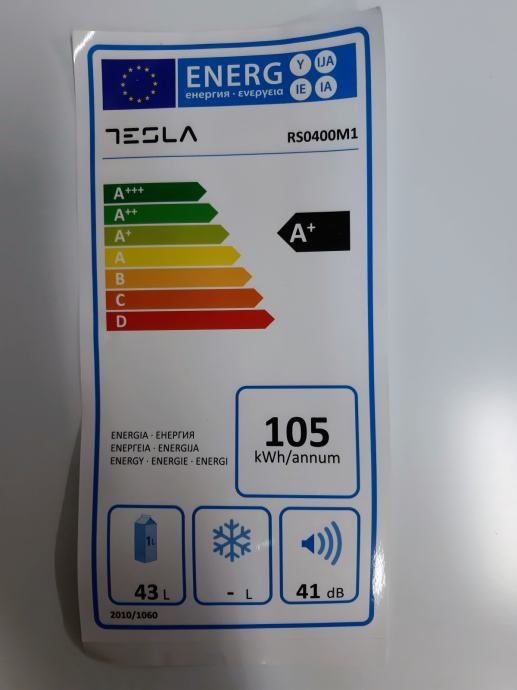 ENERG Y IJA
енергия · ενεργεια IE IA
TESLA RS0400M1
A+++
A++
A+ A+
A
B
C
D
ENERGIA · ЕНЕРГИЯ
ΕΝΕΡΓΕΙΑ · ENERGIJA
ENERGY · ENERGIE · ENERGI
105
kWh/annum
1L
43 L
- L
41 dB
2010/1060